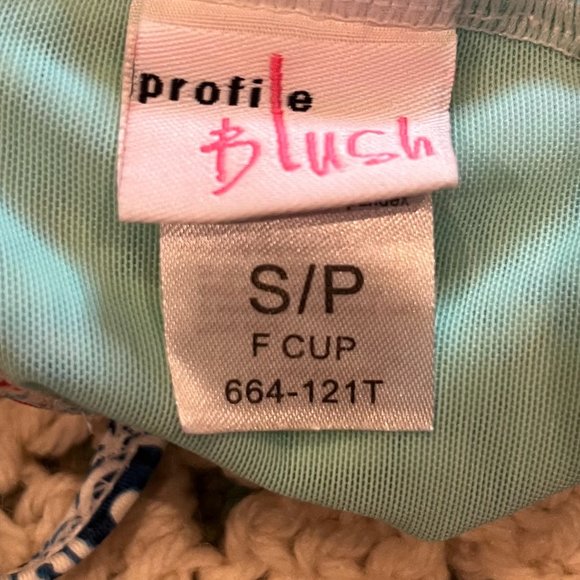 profile
Blush
S/P
F CUP
664-121T